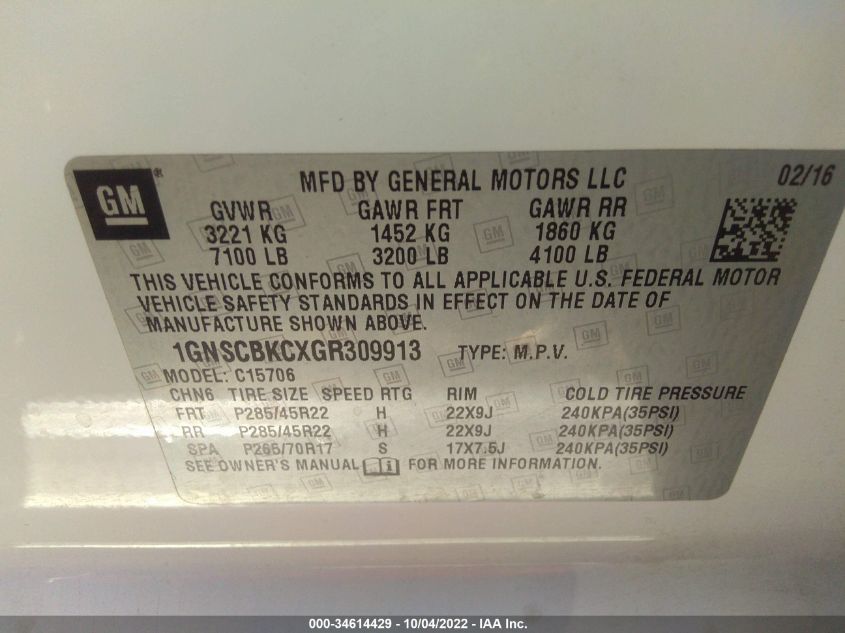 GM ® MFD BY GENERAL MOTORS LLC 02/16
GVWR GAWR FRT GAWR RR
3221 KG 1452 KG 1860 KG
7100 LB 3200 LB 4100 LB
THIS VEHICLE CONFORMS TO ALL APPLICABLE U.S. FEDERAL MOTOR
VEHICLE SAFETY STANDARDS IN EFFECT ON THE DATE OF
MANUFACTURE SHOWN ABOVE.
1GNSCBKCXGR309913 TYPE: M.P.V.
MODEL: C15706
CHN6 TIRE SIZE SPEED RTG RIM COLD TIRE PRESSURE
FRT P285/45R22 H 22X9J 240KPA(35PSI)
RR P285/45R22 H 22X9J 240KPA(35PSI)
SPA P265/70R17 S 17X7.5J 240KPA(35PSI)
SEE OWNER'S MANUAL FOR MORE INFORMATION.
000-34614429 - 10/04/2022 - IAA Inc.